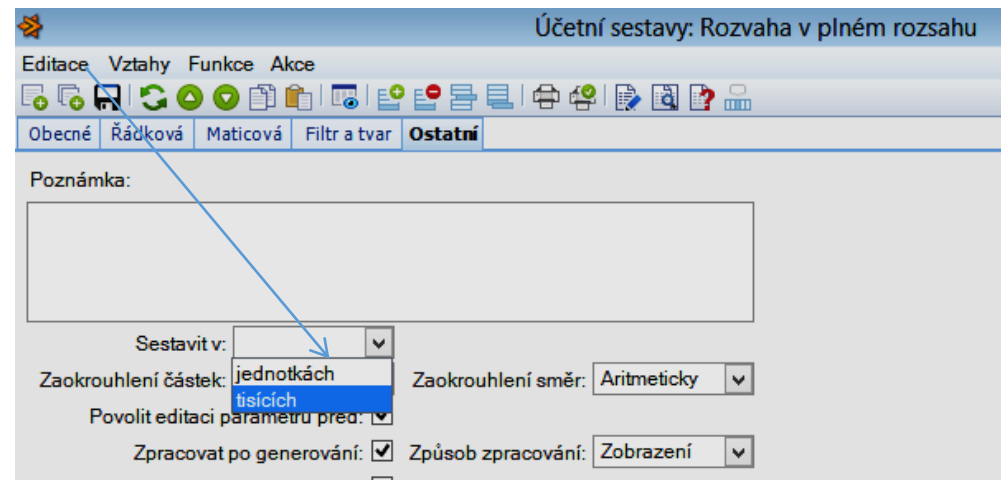 Účetní sestavy: Rozvaha v plném rozsahu
Editace Vztahy Funkce Akce
Obecné Řádková Maticová Filtr a tvar Ostatní
Poznámka:
Sestavit v:
jednotkách
Zaokrouhlení částek: Zaokrouhlení směr: Aritmeticky
tisících
Povolit editaci parametrů před:
Zpracovat po generování: Způsob zpracování: Zobrazení